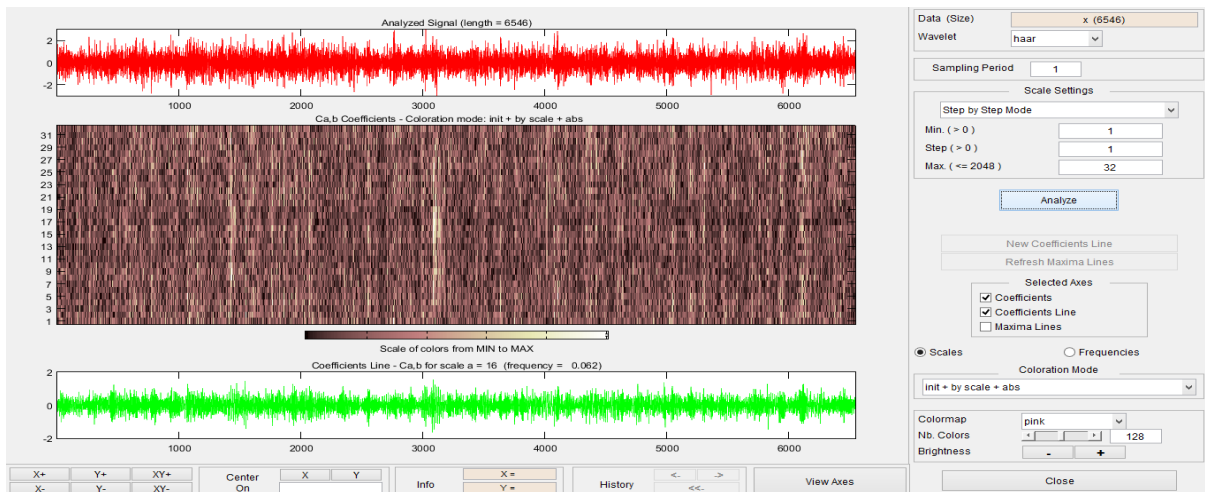 Analyzed Signal (length = 6546)
2
0
-2
1000 2000 3000 4000 5000 6000
Ca,b Coefficients - Coloration mode: init + by scale + abs
31
29
27
25
23
21
19
17
15
13
11
9
7
5
3
1
Scale of colors from MIN to MAX
Coefficients Line - Ca,b for scale a = 16 (frequency = 0.062)
2
0
-2
1000 2000 3000 4000 5000 6000
X+ Y+ XY+
X- Y- XY-
Center
On
X Y
Info
X =
Y =
History
<- ->
<<-
View Axes
Data (Size) x (6546)
Wavelet haar
Sampling Period 1
Scale Settings
Step by Step Mode
Min. ( > 0 ) 1
Step ( > 0 ) 1
Max. ( <= 2048 ) 32
Analyze
New Coefficients Line
Refresh Maxima Lines
Selected Axes
Coefficients
Coefficients Line
Maxima Lines
Scales Frequencies
Coloration Mode
init + by scale + abs
Colormap pink
Nb. Colors 128
Brightness - +
Close